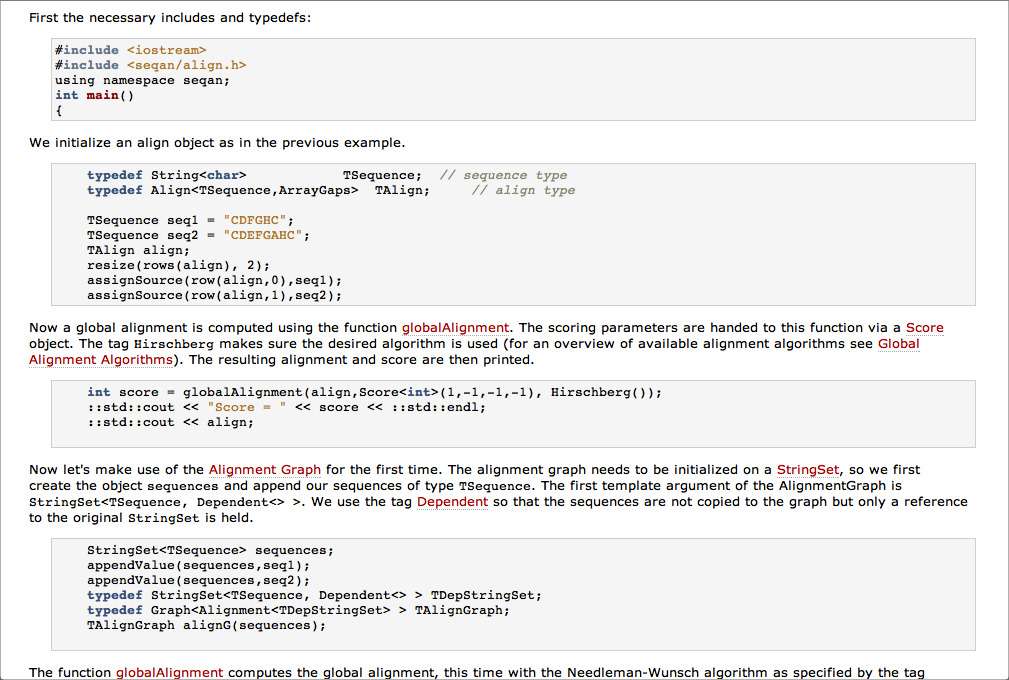 First the necessary includes and typedefs:
#include <iostream>
#include <seqan/align.h>
using namespace seqan;
int main()
{
We initialize an align object as in the previous example.
typedef String<char>            TSequence;  // sequence type
typedef Align<TSequence,ArrayGaps>  TAlign;     // align type
TSequence seq1 = "CDFGHC";
TSequence seq2 = "CDEFGAHC";
TAlign align;
resize(rows(align), 2);
assignSource(row(align,0),seq1);
assignSource(row(align,1),seq2);
Now a global alignment is computed using the function globalAlignment. The scoring parameters are handed to this function via a Score
object. The tag Hirschberg makes sure the desired algorithm is used (for an overview of available alignment algorithms see Global
Alignment Algorithms). The resulting alignment and score are then printed.
int score = globalAlignment(align,Score<int>(1,-1,-1,-1), Hirschberg());
::std::cout << "Score = " << score << ::std::endl;
::std::cout << align;
Now let's make use of the Alignment Graph for the first time. The alignment graph needs to be initialized on a StringSet, so we first
create the object sequences and append our sequences of type TSequence. The first template argument of the AlignmentGraph is
StringSet<TSequence, Dependent<> >. We use the tag Dependent so that the sequences are not copied to the graph but only a reference
to the original StringSet is held.
StringSet<TSequence> sequences;
appendValue(sequences,seq1);
appendValue(sequences,seq2);
typedef StringSet<TSequence, Dependent<> > TDepStringSet;
typedef Graph<Alignment<TDepStringSet> > TAlignGraph;
TAlignGraph alignG(sequences);
The function globalAlignment computes the global alignment, this time with the Needleman-Wunsch algorithm as specified by the tag